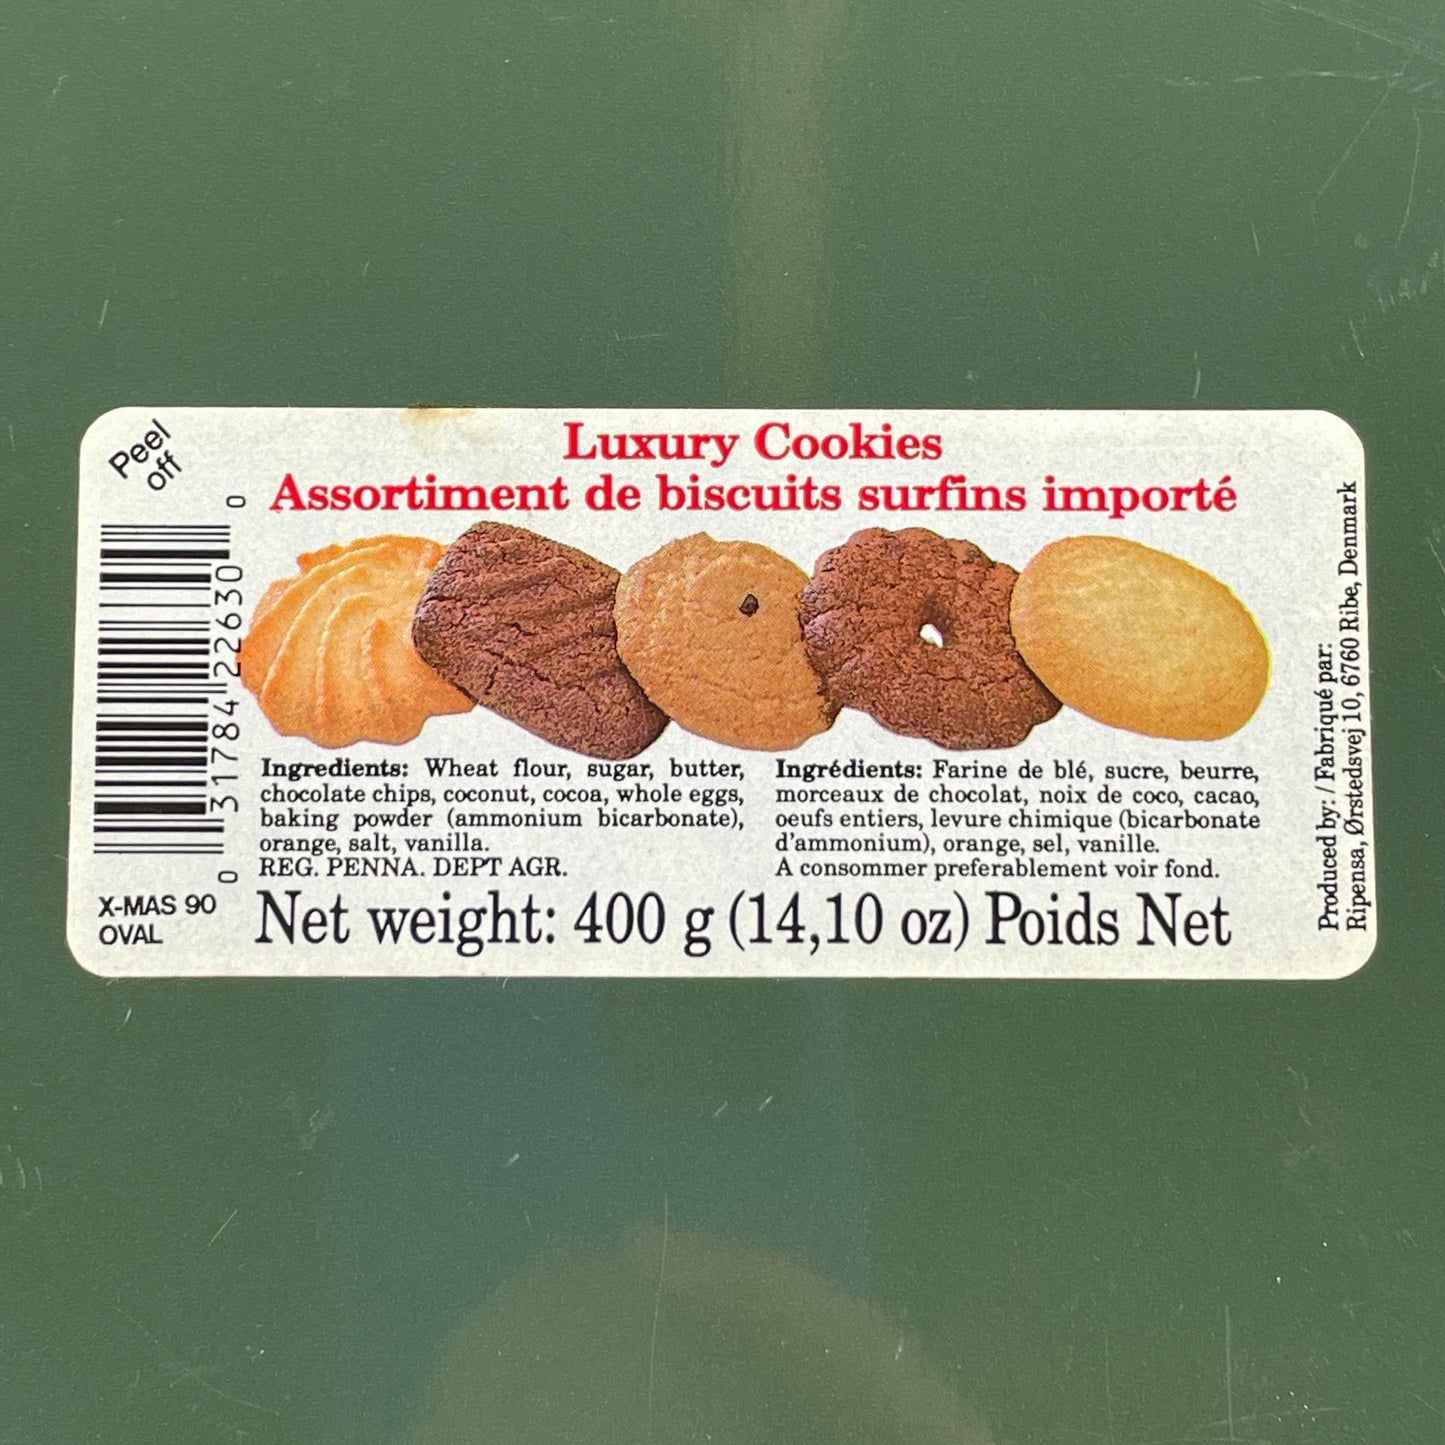 Peel
off
Luxury Cookies
Assortiment de biscuits surfins importé
0 31784 22630 0
Ingredients: Wheat flour, sugar, butter,
chocolate chips, coconut, cocoa, whole eggs,
baking powder (ammonium bicarbonate),
orange, salt, vanilla.
REG. PENNA. DEPT AGR.
Ingrédients: Farine de blé, sucre, beurre,
morceaux de chocolat, noix de coco, cacao,
oeufs entiers, levure chimique (bicarbonate
d'ammonium), orange, sel, vanille.
A consommer preferablement voir fond.
X-MAS 90
OVAL
Net weight: 400 g (14,10 oz) Poids Net
Produced by: / Fabriqué par:
Ripensa, Ørstedsvej 10, 6760 Ribe, Denmark